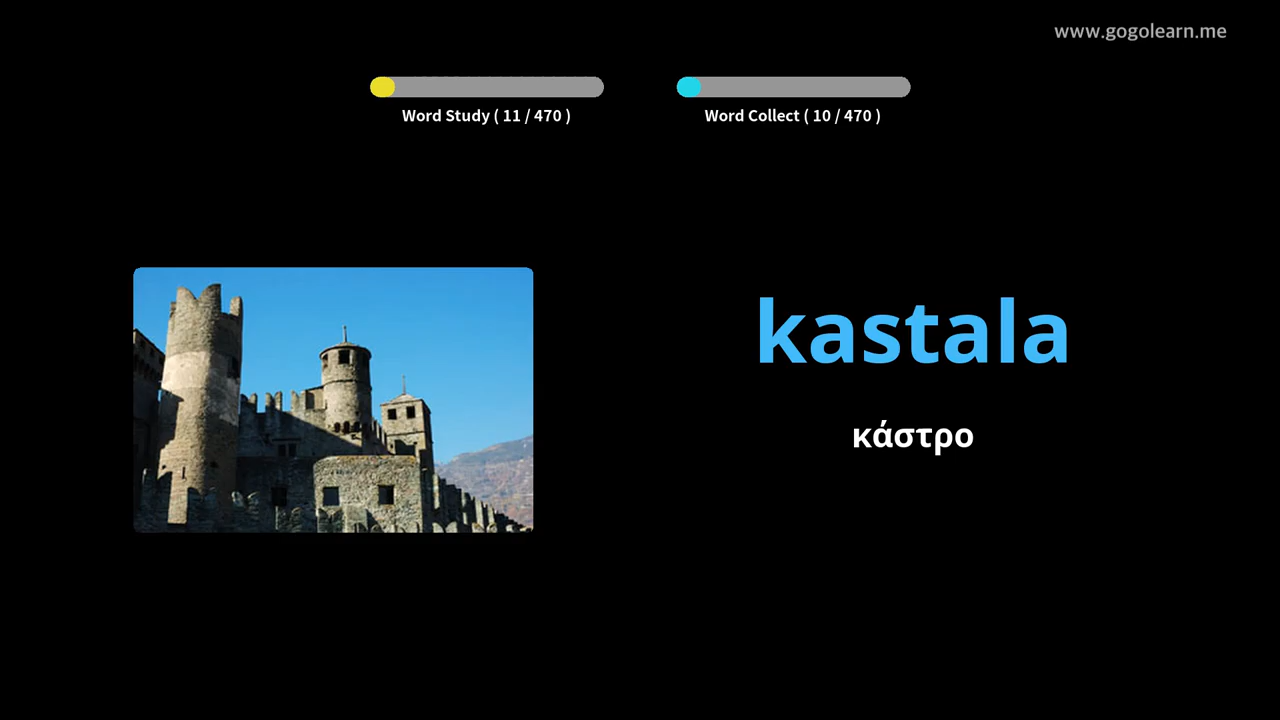 www.gogolearn.me
Word Study ( 11 / 470 )
Word Collect ( 10 / 470 )
kastala
κάστρο